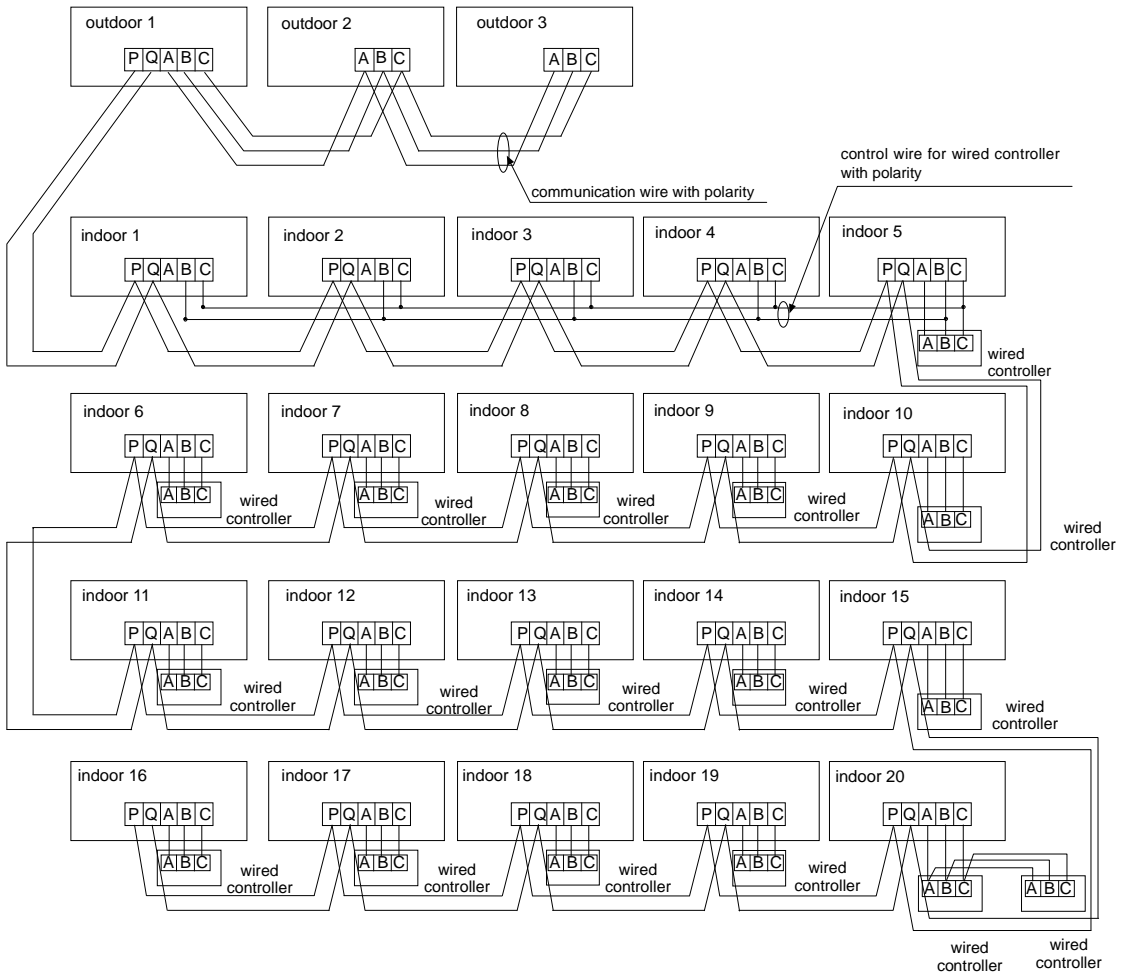 outdoor 1
outdoor 2
outdoor 3
P Q A B C
A B C
A B C
control wire for wired controller
with polarity
communication wire with polarity
indoor 1
indoor 2
indoor 3
indoor 4
indoor 5
P Q A B C
P Q A B C
P Q A B C
P Q A B C
P Q A B C
A B C
wired
controller
indoor 6
indoor 7
indoor 8
indoor 9
indoor 10
P Q A B C
P Q A B C
P Q A B C
P Q A B C
P Q A B C
A B C
wired
controller
A B C
wired
controller
A B C
wired
controller
A B C
wired
controller
A B C
wired
controller
indoor 11
indoor 12
indoor 13
indoor 14
indoor 15
P Q A B C
P Q A B C
P Q A B C
P Q A B C
P Q A B C
A B C
wired
controller
A B C
wired
controller
A B C
wired
controller
A B C
wired
controller
A B C
wired
controller
indoor 16
indoor 17
indoor 18
indoor 19
indoor 20
P Q A B C
P Q A B C
P Q A B C
P Q A B C
P Q A B C
A B C
wired
controller
A B C
wired
controller
A B C
wired
controller
A B C
wired
controller
A B C
A B C
wired
controller
wired
controller